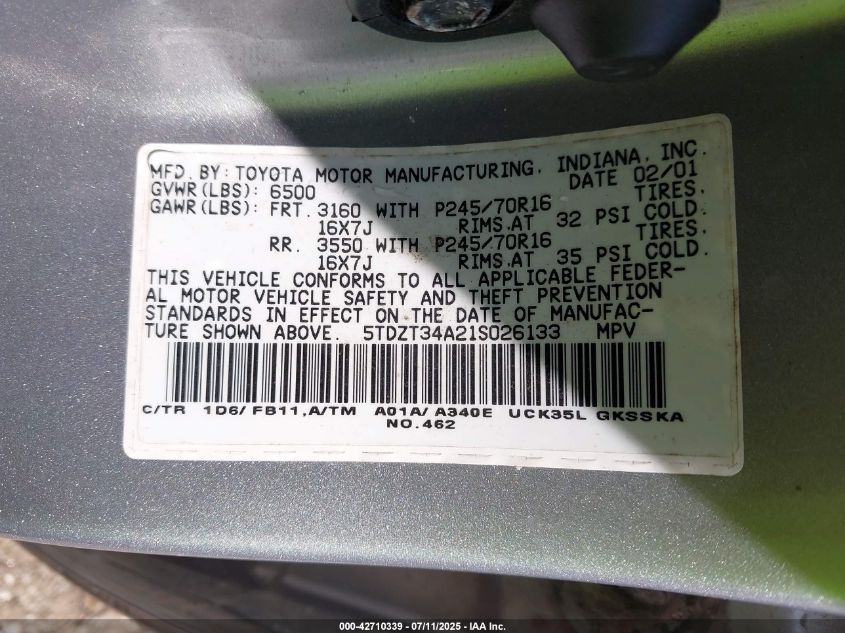 MFD. BY: TOYOTA MOTOR MANUFACTURING, INDIANA, INC.
GVWR(LBS): 6500 DATE 02/01
GAWR(LBS): FRT. 3160 WITH P245/70R16 TIRES,
16X7J RIMS,AT 32 PSI COLD.
RR. 3550 WITH P245/70R16 TIRES,
16X7J RIMS,AT 35 PSI COLD.
THIS VEHICLE CONFORMS TO ALL APPLICABLE FEDER-
AL MOTOR VEHICLE SAFETY AND THEFT PREVENTION
STANDARDS IN EFFECT ON THE DATE OF MANUFAC-
TURE SHOWN ABOVE. 5TDZT34A21S026133 MPV
C/TR 1D6/ FB11,A/TM A01A/ A340E UCK35L GKSSKA
NO.462
000-42710339 - 07/11/2025 - IAA Inc.